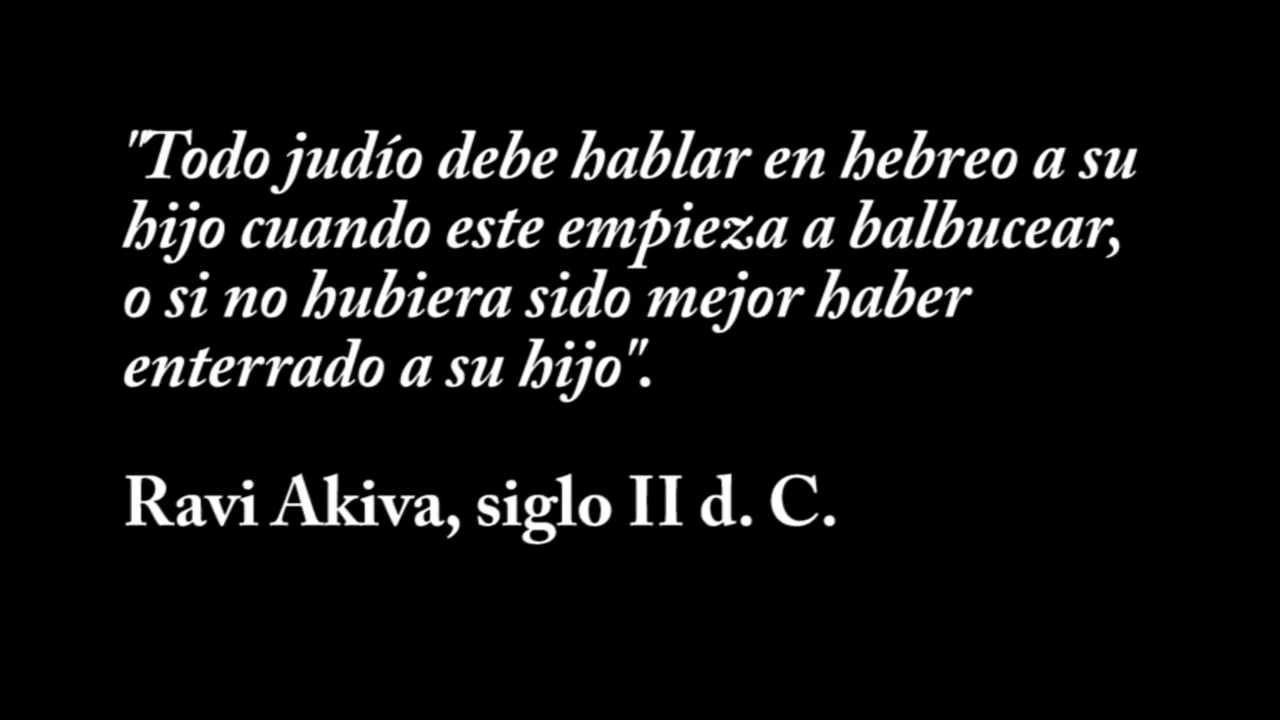 "Todo judío debe hablar en hebreo a su
hijo cuando este empieza a balbucear,
o si no hubiera sido mejor haber
enterrado a su hijo".
Ravi Akiva, siglo II d. C.